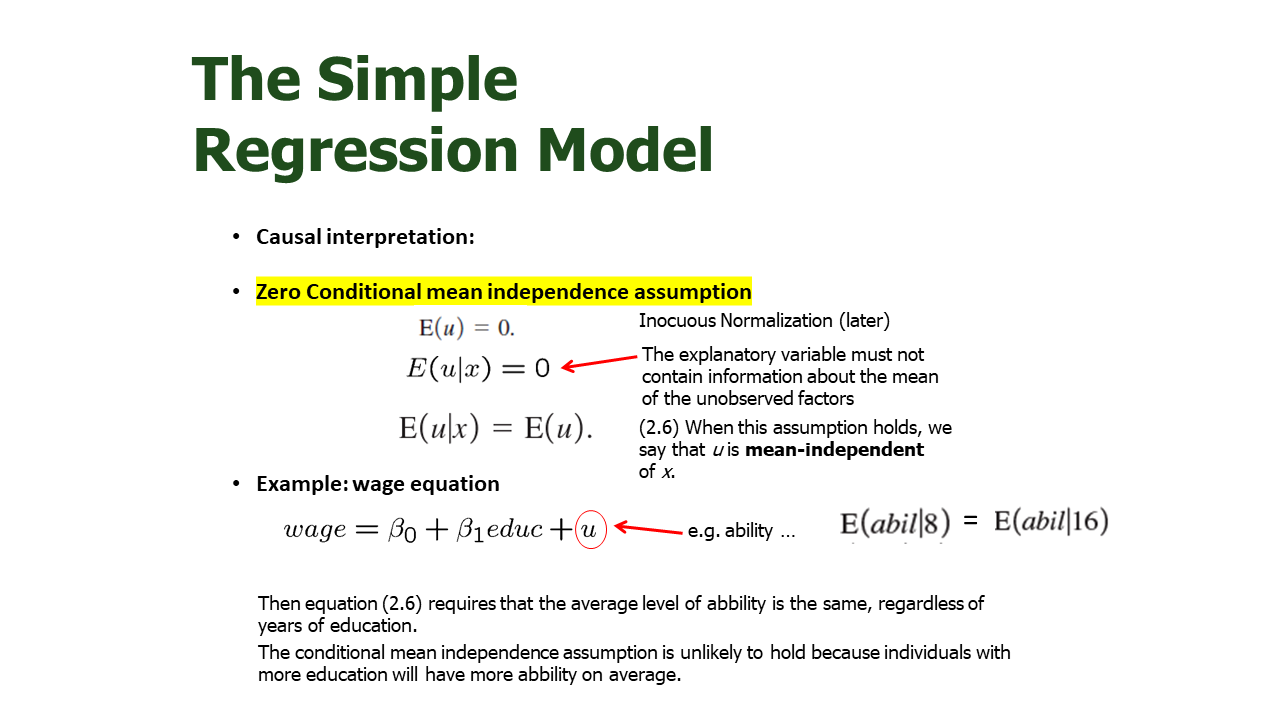 The Simple
Regression Model
• Causal interpretation:
• Zero Conditional mean independence assumption
E(u) = 0.
Inocuous Normalization (later)
E(u|x) = 0
The explanatory variable must not
contain information about the mean
of the unobserved factors
E(u|x) = E(u).
(2.6) When this assumption holds, we
say that u is mean-independent
of x.
• Example: wage equation
wage = β₀ + β₁educ + u
e.g. ability ...
E(abil|8) = E(abil|16)
Then equation (2.6) requires that the average level of abbility is the same, regardless of
years of education.
The conditional mean independence assumption is unlikely to hold because individuals with
more education will have more abbility on average.